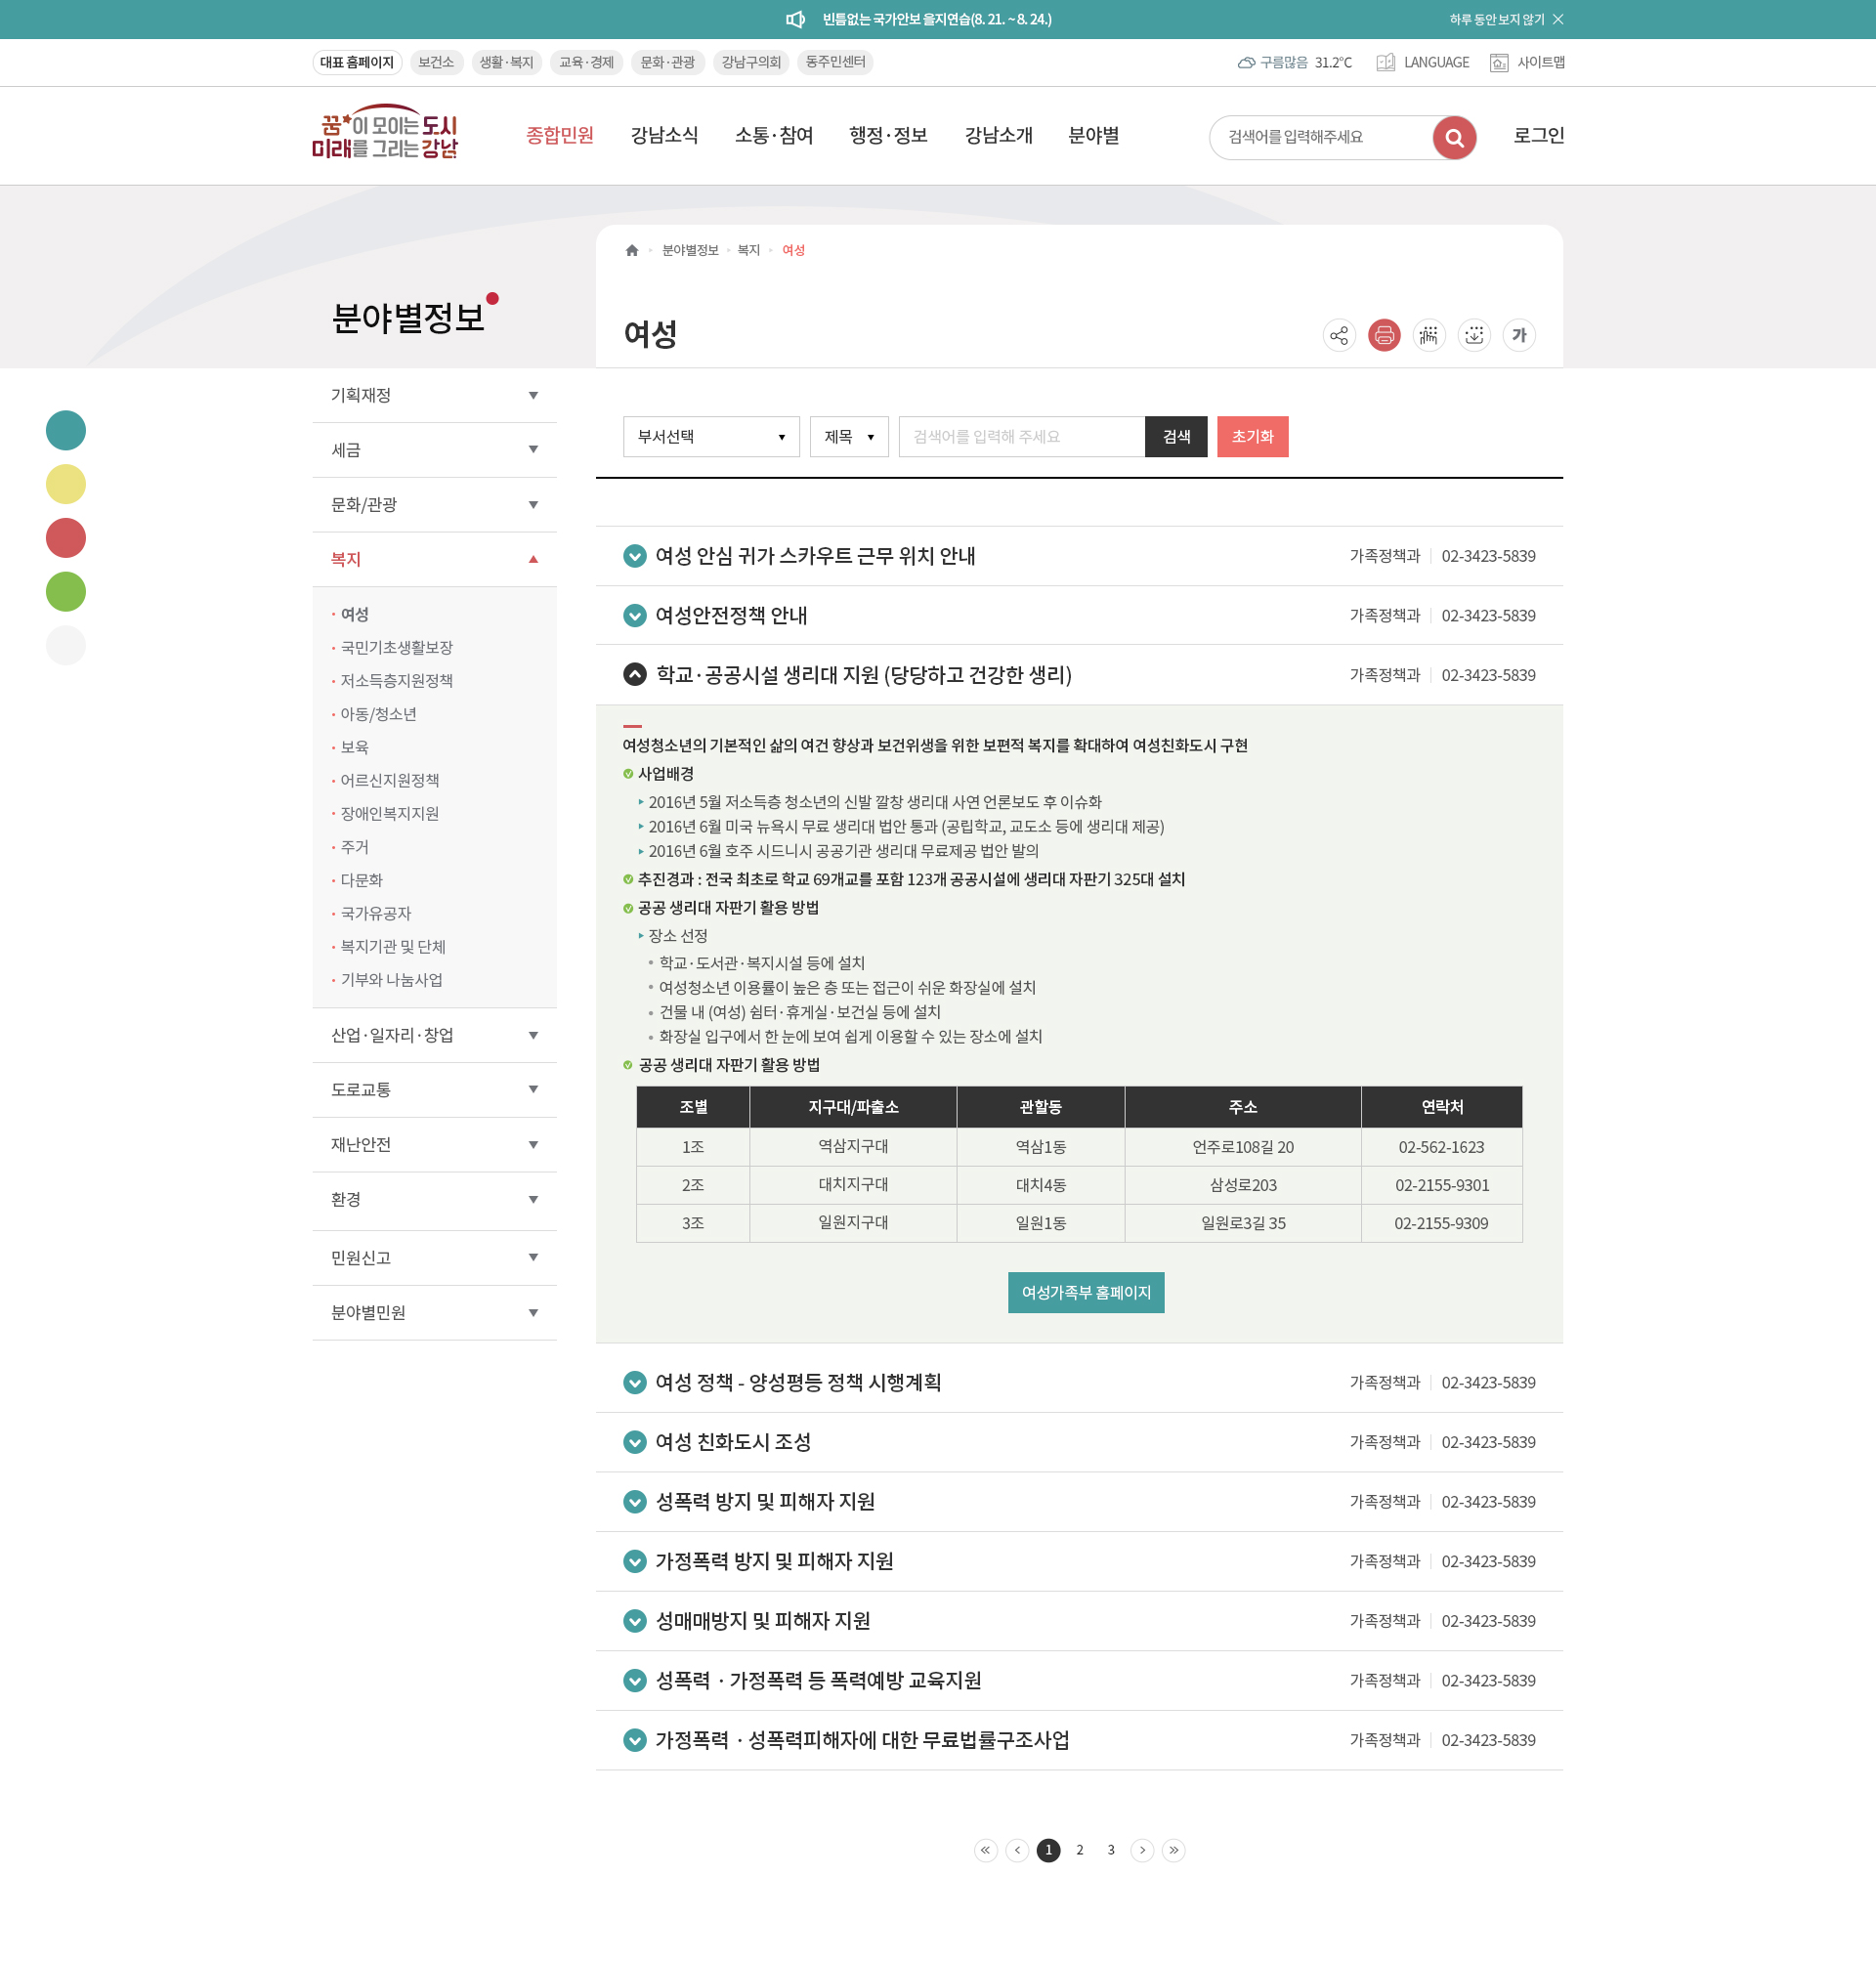 빈틈없는 국가안보 을지연습(8. 21. ~ 8. 24.)
하루 동안 보지 않기
대표 홈페이지 보건소 생활·복지 교육·경제 문화·관광 강남구의회 동주민센터
구름많음 31.2℃ LANGUAGE 사이트맵
꿈이 모이는 도시
미래를 그리는 강남
종합민원 강남소식 소통·참여 행정·정보 강남소개 분야별
검색어를 입력해주세요
로그인
분야별정보 복지 여성
분야별정보
여성
가
기획재정
세금
문화/관광
복지
여성
국민기초생활보장
저소득층지원정책
아동/청소년
보육
어르신지원정책
장애인복지지원
주거
다문화
국가유공자
복지기관 및 단체
기부와 나눔사업
산업·일자리·창업
도로교통
재난안전
환경
민원신고
분야별민원
부서선택 제목 검색어를 입력해 주세요 검색 초기화
여성 안심 귀가 스카우트 근무 위치 안내 가족정책과 02-3423-5839
여성안전정책 안내 가족정책과 02-3423-5839
학교·공공시설 생리대 지원 (당당하고 건강한 생리) 가족정책과 02-3423-5839
여성청소년의 기본적인 삶의 여건 향상과 보건위생을 위한 보편적 복지를 확대하여 여성친화도시 구현
사업배경
2016년 5월 저소득층 청소년의 신발 깔창 생리대 사연 언론보도 후 이슈화
2016년 6월 미국 뉴욕시 무료 생리대 법안 통과 (공립학교, 교도소 등에 생리대 제공)
2016년 6월 호주 시드니시 공공기관 생리대 무료제공 법안 발의
추진경과 : 전국 최초로 학교 69개교를 포함 123개 공공시설에 생리대 자판기 325대 설치
공공 생리대 자판기 활용 방법
장소 선정
학교·도서관·복지시설 등에 설치
여성청소년 이용률이 높은 층 또는 접근이 쉬운 화장실에 설치
건물 내 (여성) 쉼터·휴게실·보건실 등에 설치
화장실 입구에서 한 눈에 보여 쉽게 이용할 수 있는 장소에 설치
공공 생리대 자판기 활용 방법
조별 지구대/파출소 관할동 주소 연락처
1조 역삼지구대 역삼1동 언주로108길 20 02-562-1623
2조 대치지구대 대치4동 삼성로203 02-2155-9301
3조 일원지구대 일원1동 일원로3길 35 02-2155-9309
여성가족부 홈페이지
여성 정책 - 양성평등 정책 시행계획 가족정책과 02-3423-5839
여성 친화도시 조성 가족정책과 02-3423-5839
성폭력 방지 및 피해자 지원 가족정책과 02-3423-5839
가정폭력 방지 및 피해자 지원 가족정책과 02-3423-5839
성매매방지 및 피해자 지원 가족정책과 02-3423-5839
성폭력 · 가정폭력 등 폭력예방 교육지원 가족정책과 02-3423-5839
가정폭력 · 성폭력피해자에 대한 무료법률구조사업 가족정책과 02-3423-5839
1 2 3